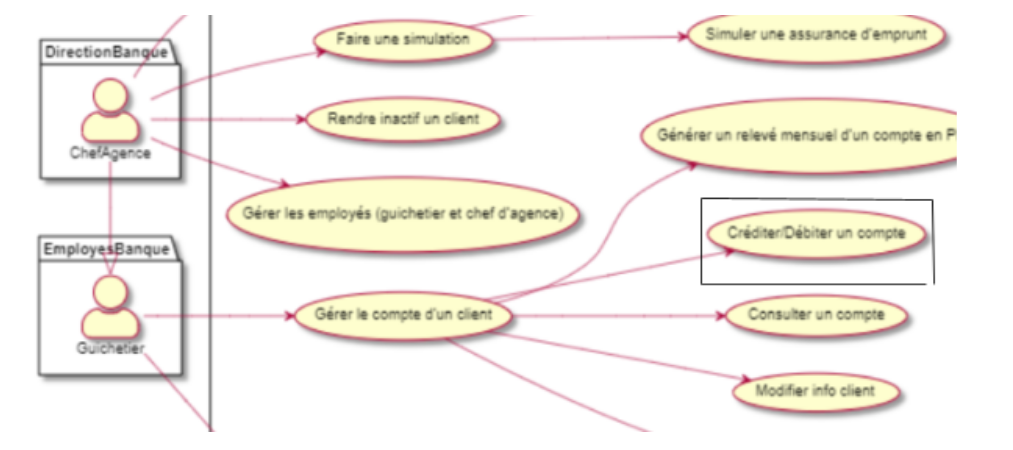 DirectionBanque
ChefAgence
EmployesBanque
Guichetier
Faire une simulation
Simuler une assurance d'emprunt
Rendre inactif un client
Générer un relevé mensuel d'un compte en
Gérer les employés (guichetier et chef d'agence)
Créditer/Débiter un compte
Gérer le compte d'un client
Consulter un compte
Modifier info client